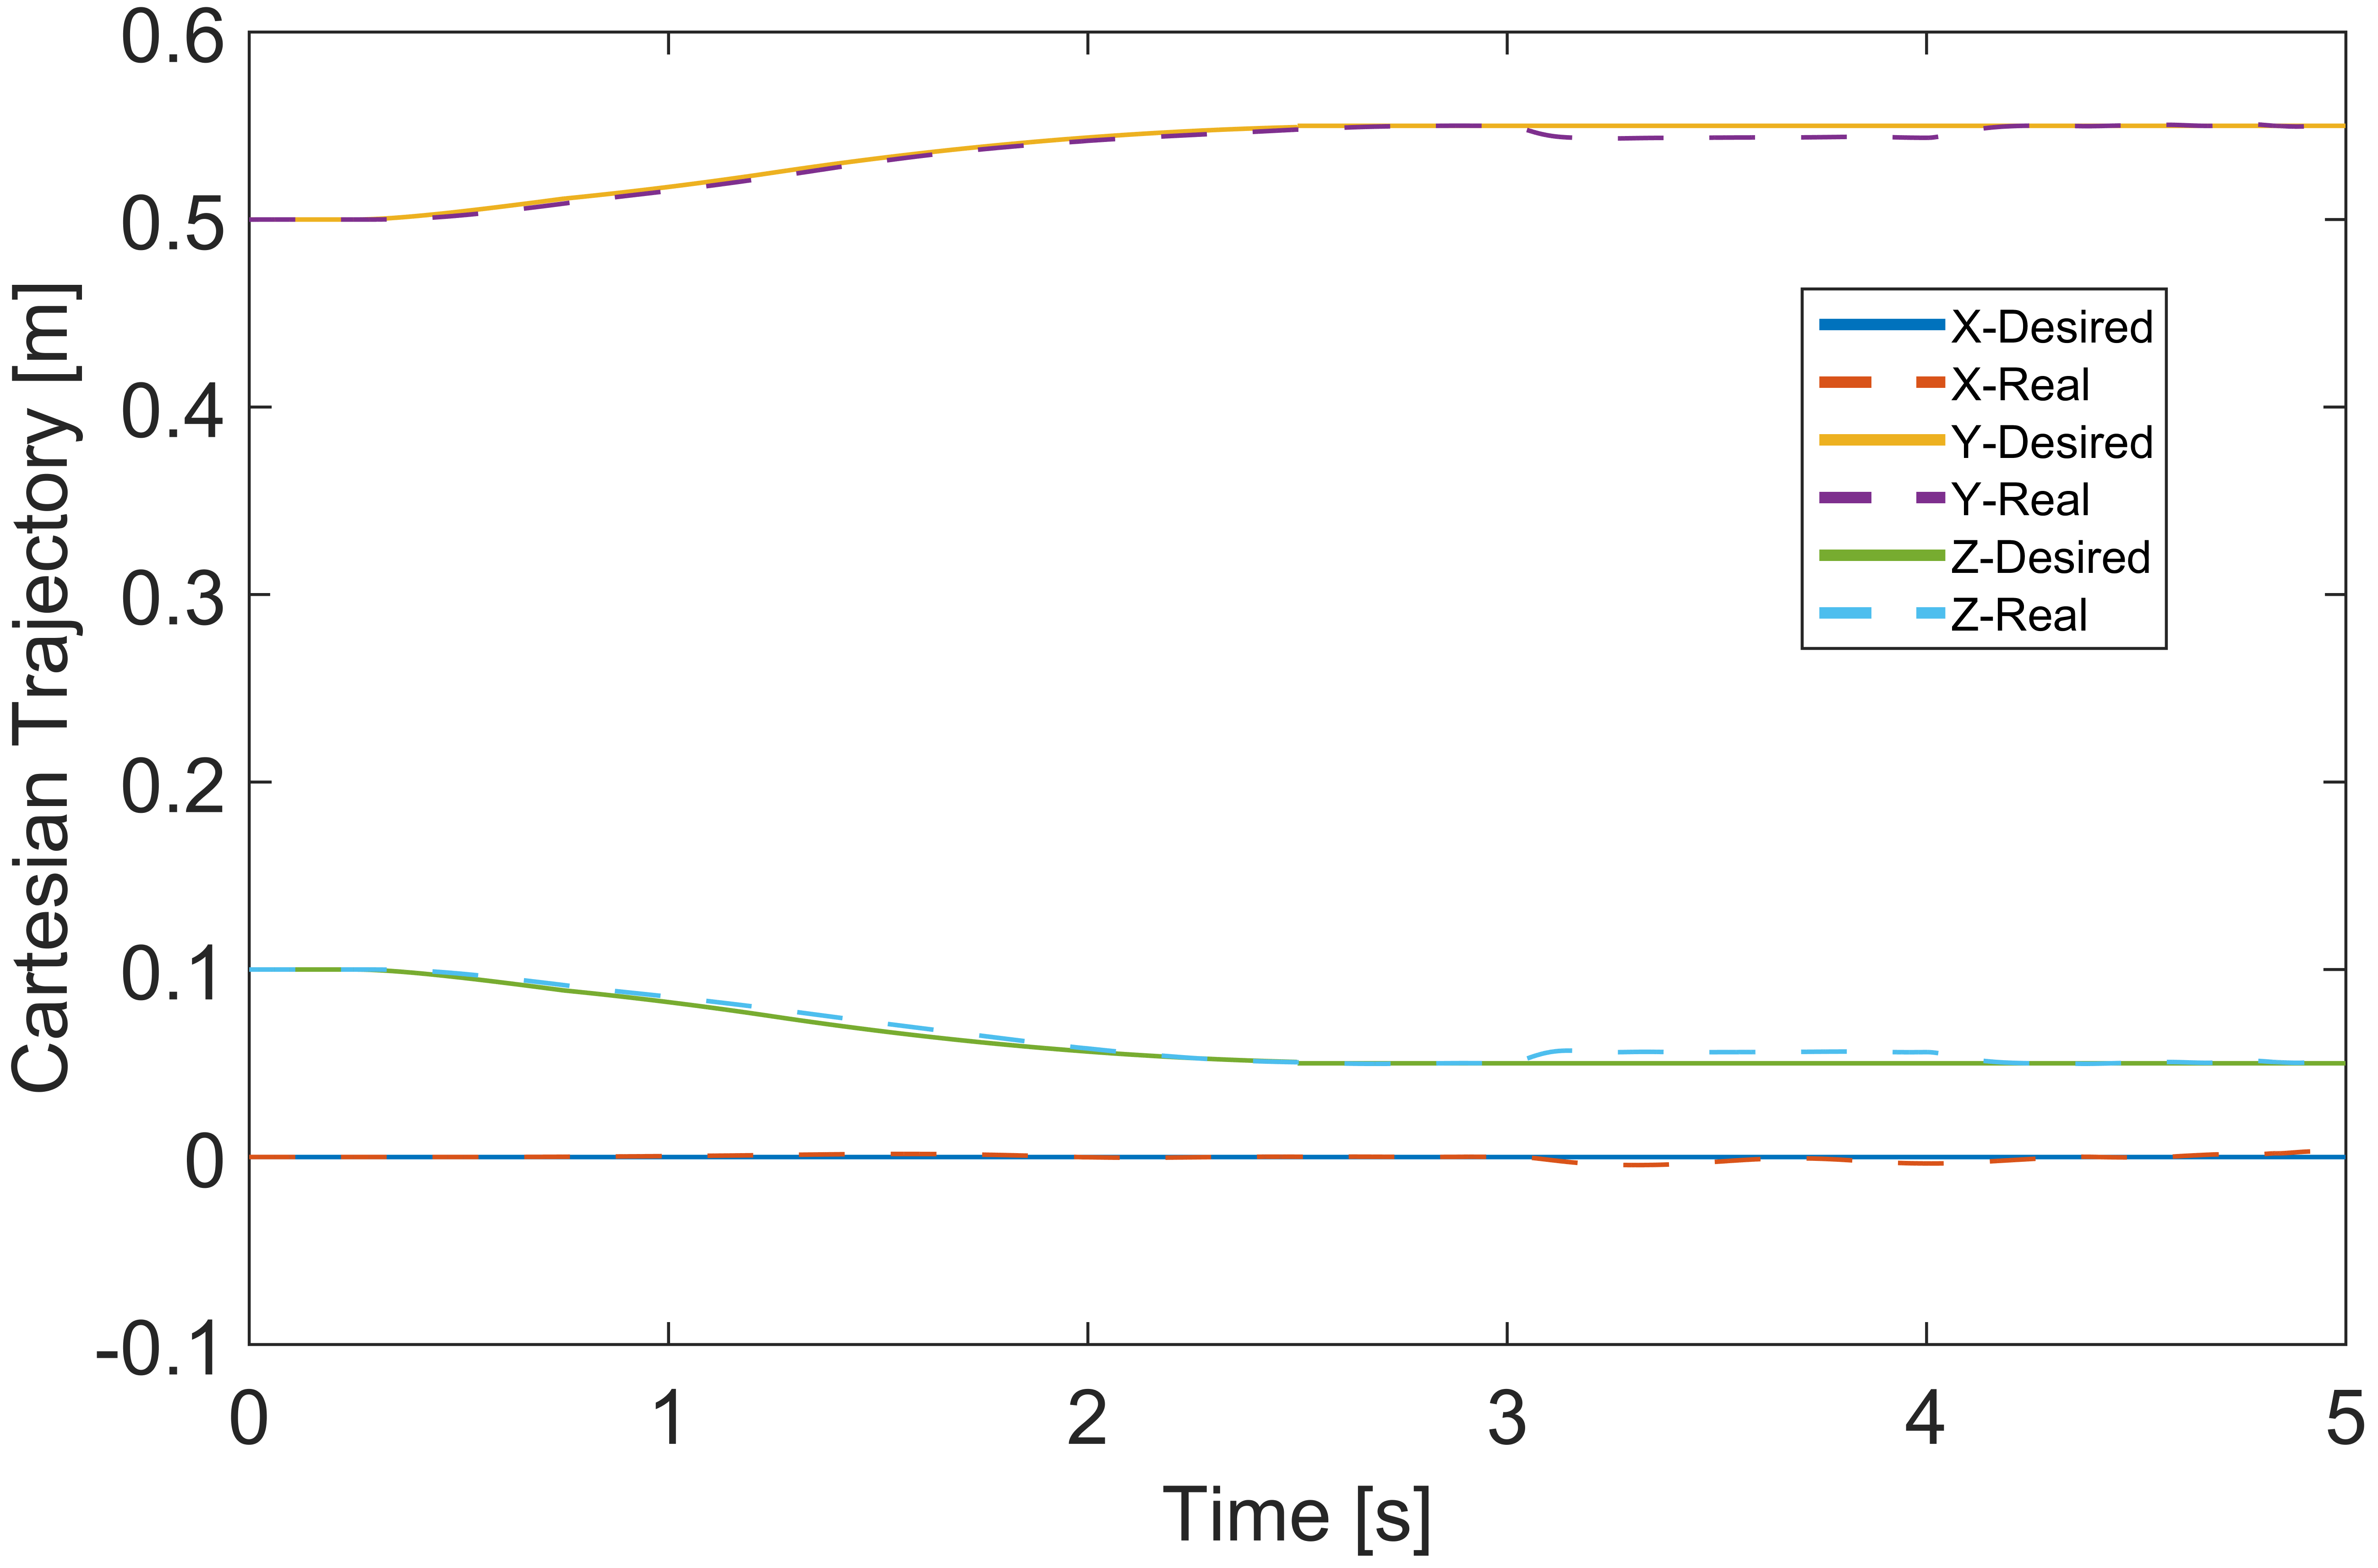 Cartesian Trajectory [m]
0.6
0.5
0.4
0.3
0.2
0.1
0
-0.1
X-Desired
X-Real
Y-Desired
Y-Real
Z-Desired
Z-Real
0 1 2 3 4 5
Time [s]